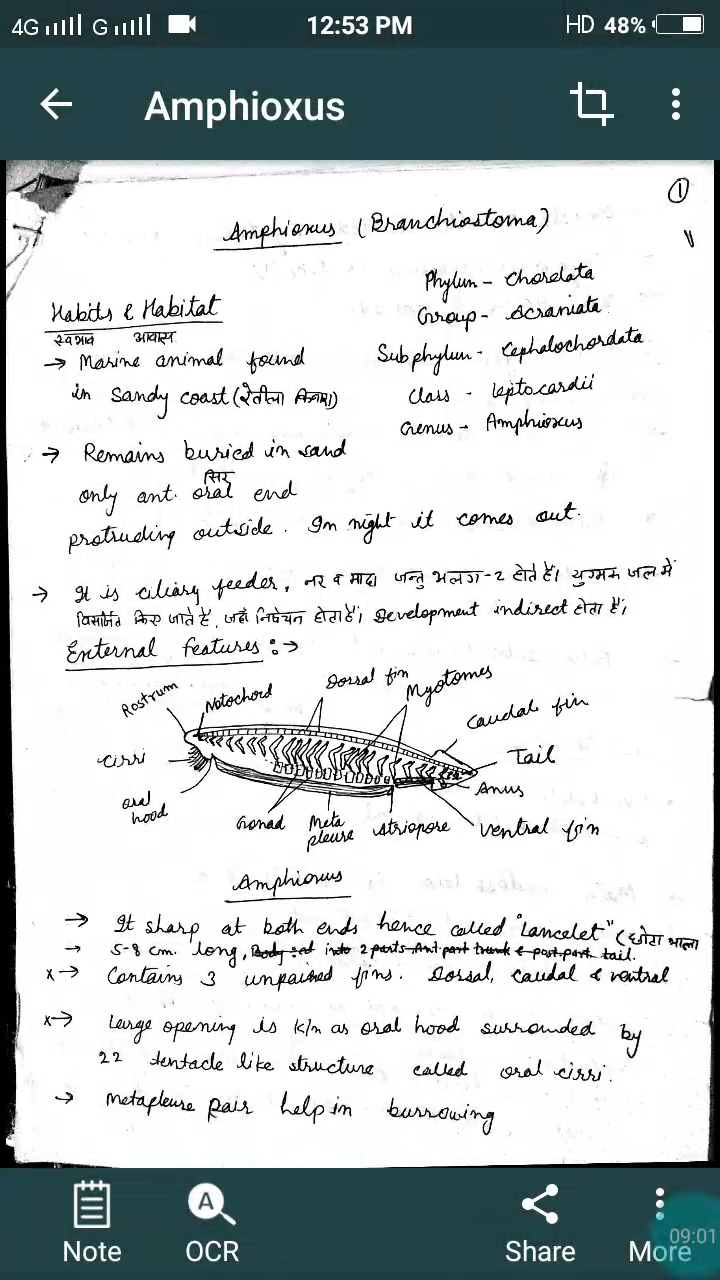 4G G HD 48%
12:53 PM
Amphioxus
1
Amphioxus (Branchiostoma)
Phylum - Chordata
Habits & Habitat
Group - Acraniata
स्वभाव आवास
→ Marine animal found
Subphylum - Cephalochordata
in Sandy coast (रेतीला किनारा)
Class - Leptocardii
Genus - Amphioxus
→ Remains buried in sand
सिर
only ant. oral end
protruding outside. In night it comes out.
→ It is ciliary feeder, नर व मादा जन्तु अलग-2 होते हैं। युग्मक जल में
विसर्जित किए जाते हैं, जहाँ निषेचन होता है। Development indirect होता है।
External features :→
Rostrum
Notochord
Dorsal fin
Myotomes
Caudal fin
Cirri
Tail
Oral hood
Anus
Gonad
Meta pleure
Atriopore
Ventral fin
Amphioxus
→ It sharp at both ends hence called "Lancelet" (छोटा भाला
→ 5-8 cm. long, Body int into 2 parts Ant part trunk & post part tail.
x→ Contains 3 unpaired fins. Dorsal, caudal & ventral
x→ Large opening is k/n as oral hood surrounded by
22 tentacle like structure called oral cirri.
→ Metapleure pair help in burrowing
Note
OCR
Share
More
09:01